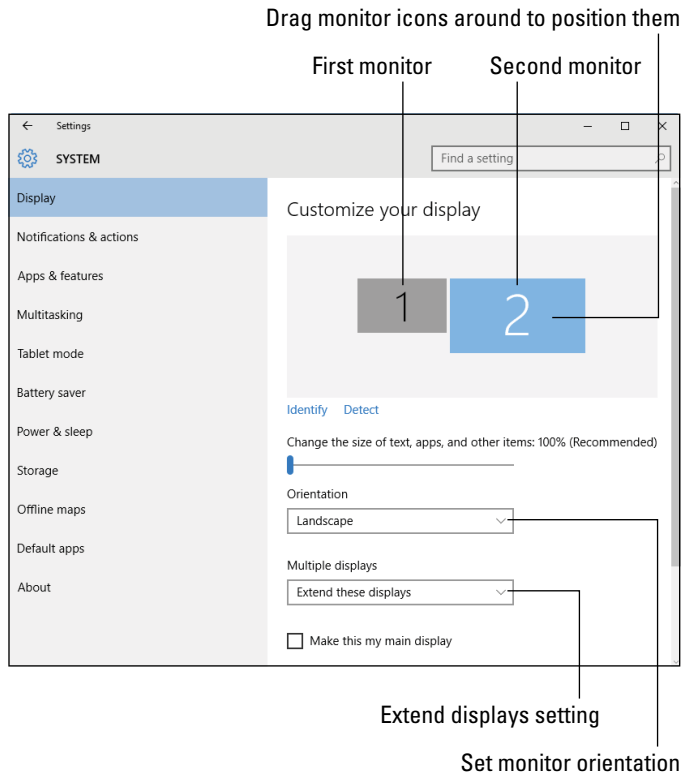 Drag monitor icons around to position them
First monitor
Second monitor
Settings
SYSTEM
Find a setting
Display
Notifications & actions
Apps & features
Multitasking
Tablet mode
Battery saver
Power & sleep
Storage
Offline maps
Default apps
About
Customize your display
1
2
Identify Detect
Change the size of text, apps, and other items: 100% (Recommended)
Orientation
Landscape
Multiple displays
Extend these displays
Make this my main display
Extend displays setting
Set monitor orientation